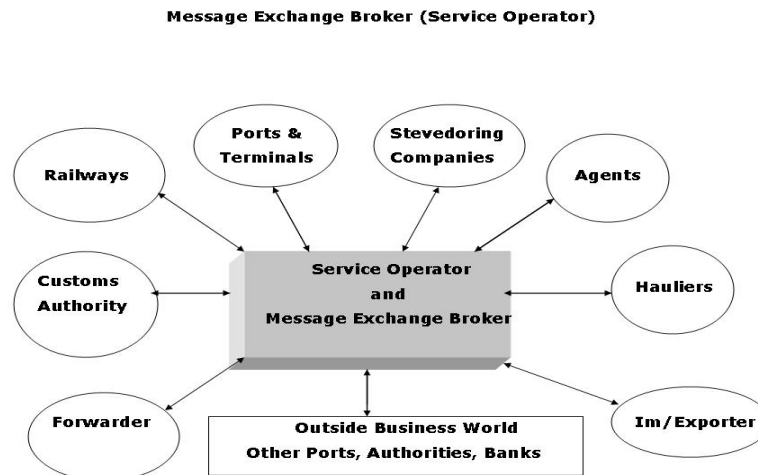 Message Exchange Broker (Service Operator)
Ports &
Terminals
Stevedoring
Companies
Railways
Agents
Service Operator
and
Message Exchange Broker
Customs
Authority
Hauliers
Forwarder
Im/Exporter
Outside Business World
Other Ports, Authorities, Banks